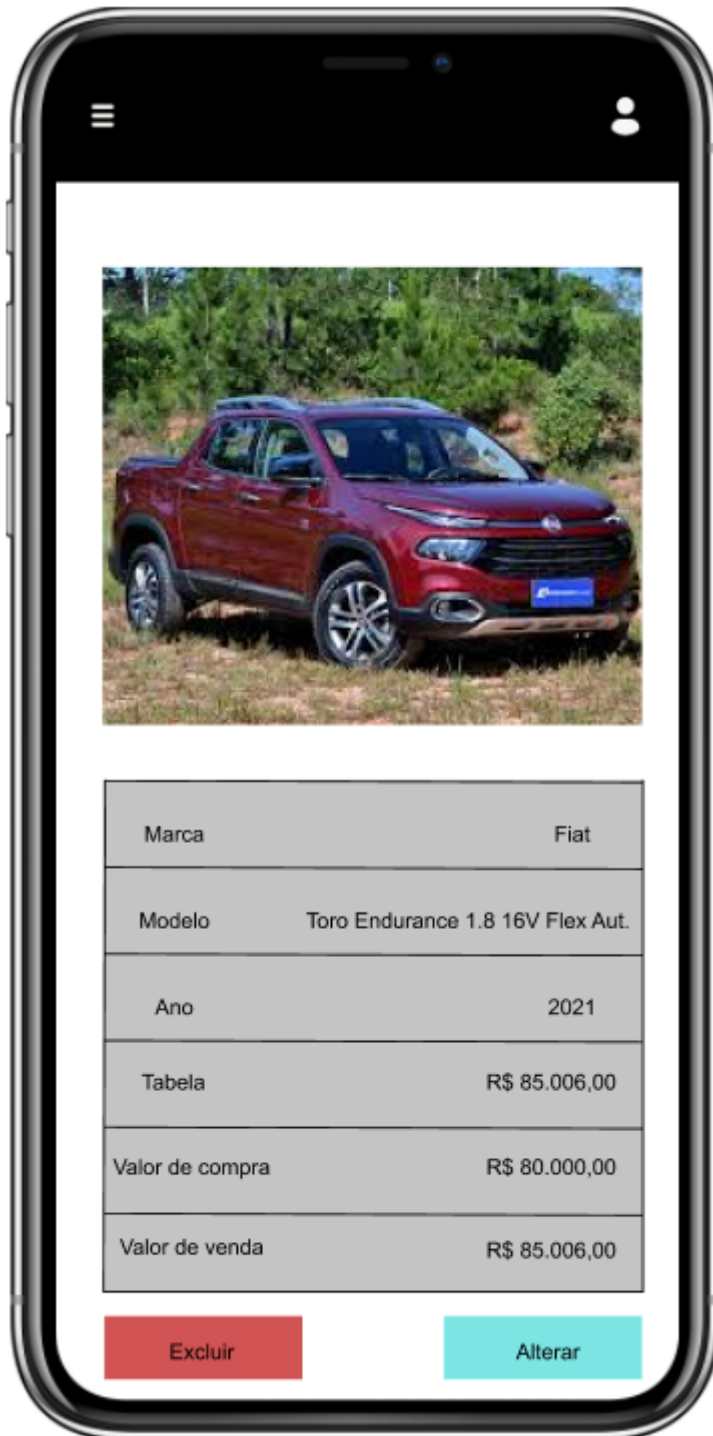 Marca Fiat
Modelo Toro Endurance 1.8 16V Flex Aut.
Ano 2021
Tabela R$ 85.006,00
Valor de compra R$ 80.000,00
Valor de venda R$ 85.006,00
Excluir Alterar